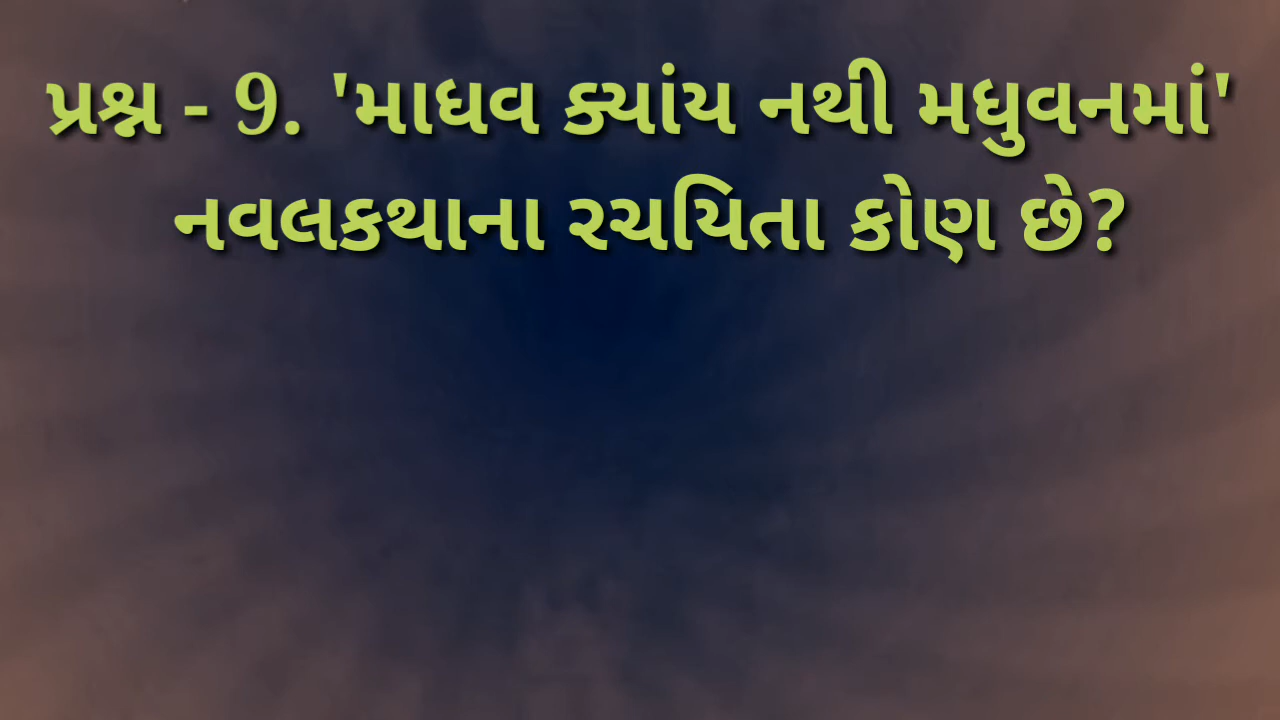 પ્રશ્ન - 9. 'માધવ ક્યાંય નથી મધુવનમાં'
નવલકથાના રચયિતા કોણ છે?